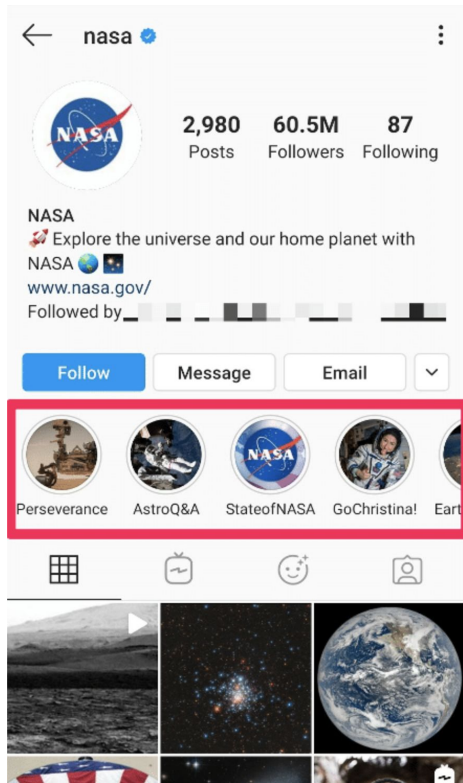 nasa
2,980 60.5M 87
Posts Followers Following
NASA
NASA
🚀 Explore the universe and our home planet with
NASA 🌎 🌌
www.nasa.gov/
Followed by
Follow Message Email
NASA
Perseverance AstroQ&A StateofNASA GoChristina! Eart